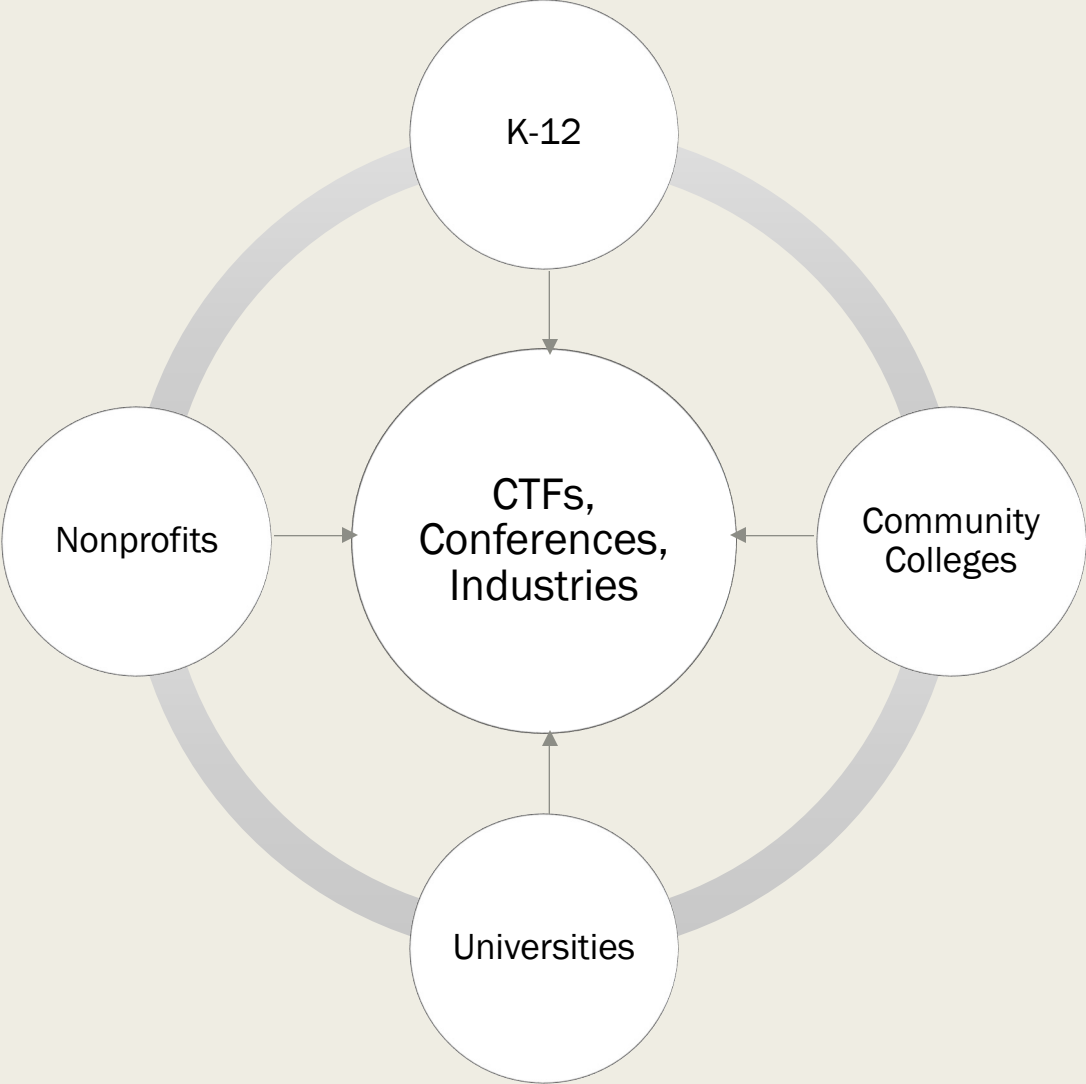 K-12
CTFs,
Conferences,
Industries
Nonprofits
Community
Colleges
Universities